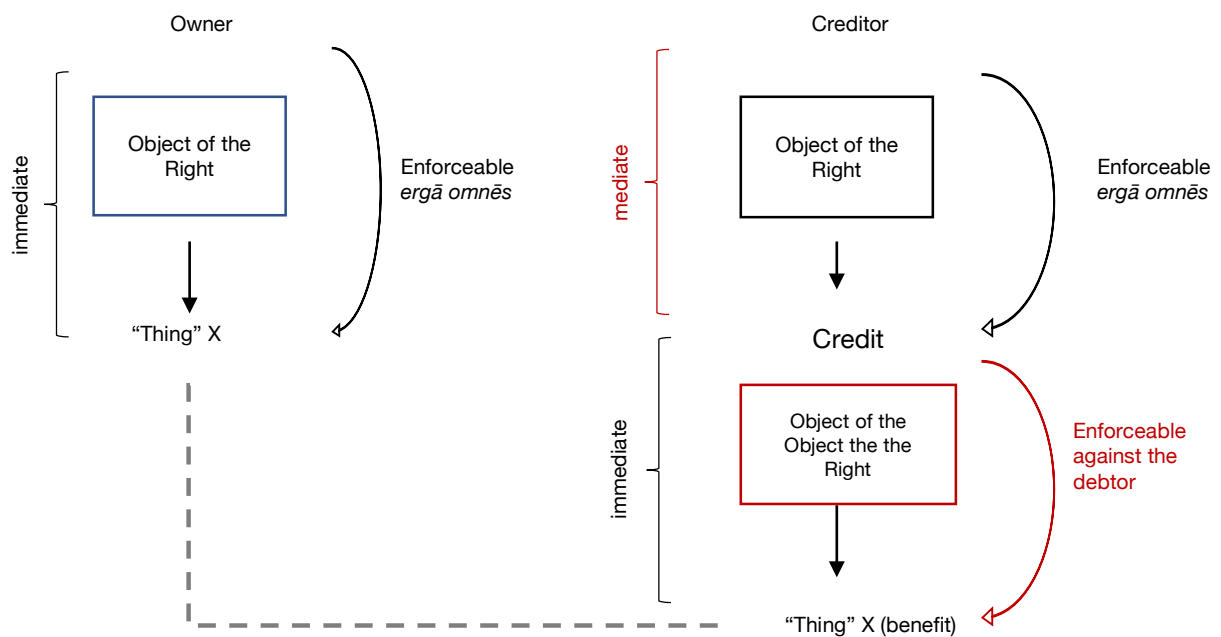 Owner
immediate
Object of the
Right
Enforceable
ergā omnēs
“Thing” X
Creditor
mediate
Object of the
Right
Enforceable
ergā omnēs
Credit
immediate
Object of the
Object the the
Right
Enforceable
against the
debtor
“Thing” X (benefit)